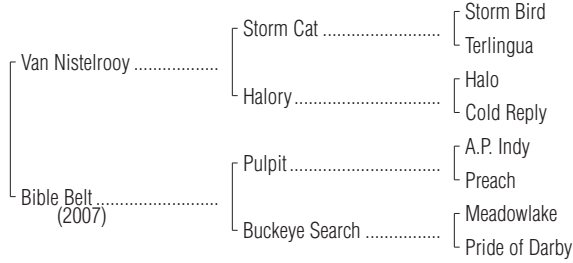 Storm Bird
Storm Cat ........................
Terlingua
Van Nistelrooy .................
Halo
Halory..............................
Cold Reply
A.P. Indy
Pulpit...............................
Preach
Bible Belt .........................
(2007)
Meadowlake
Buckeye Search ...............
Pride of Darby